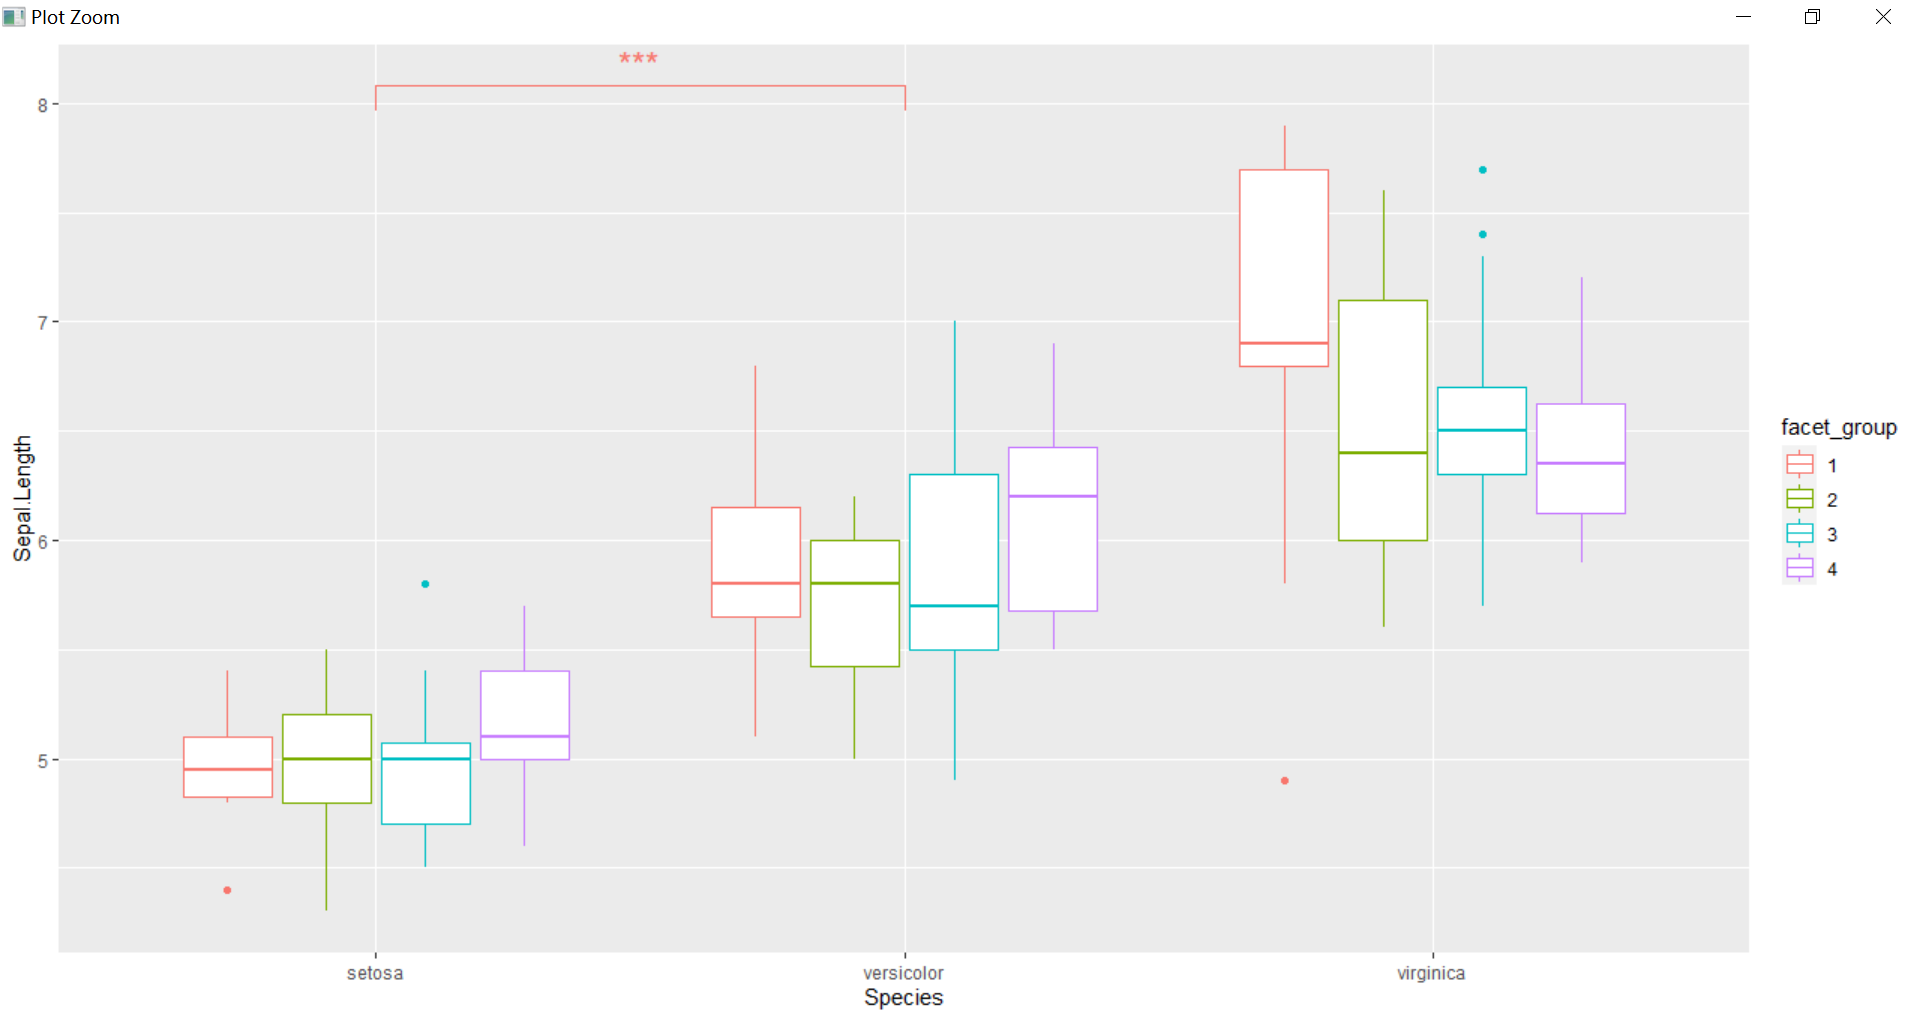 Plot Zoom
***
8
7
6
5
Sepal.Length
setosa
versicolor
virginica
Species
facet_group
1
2
3
4